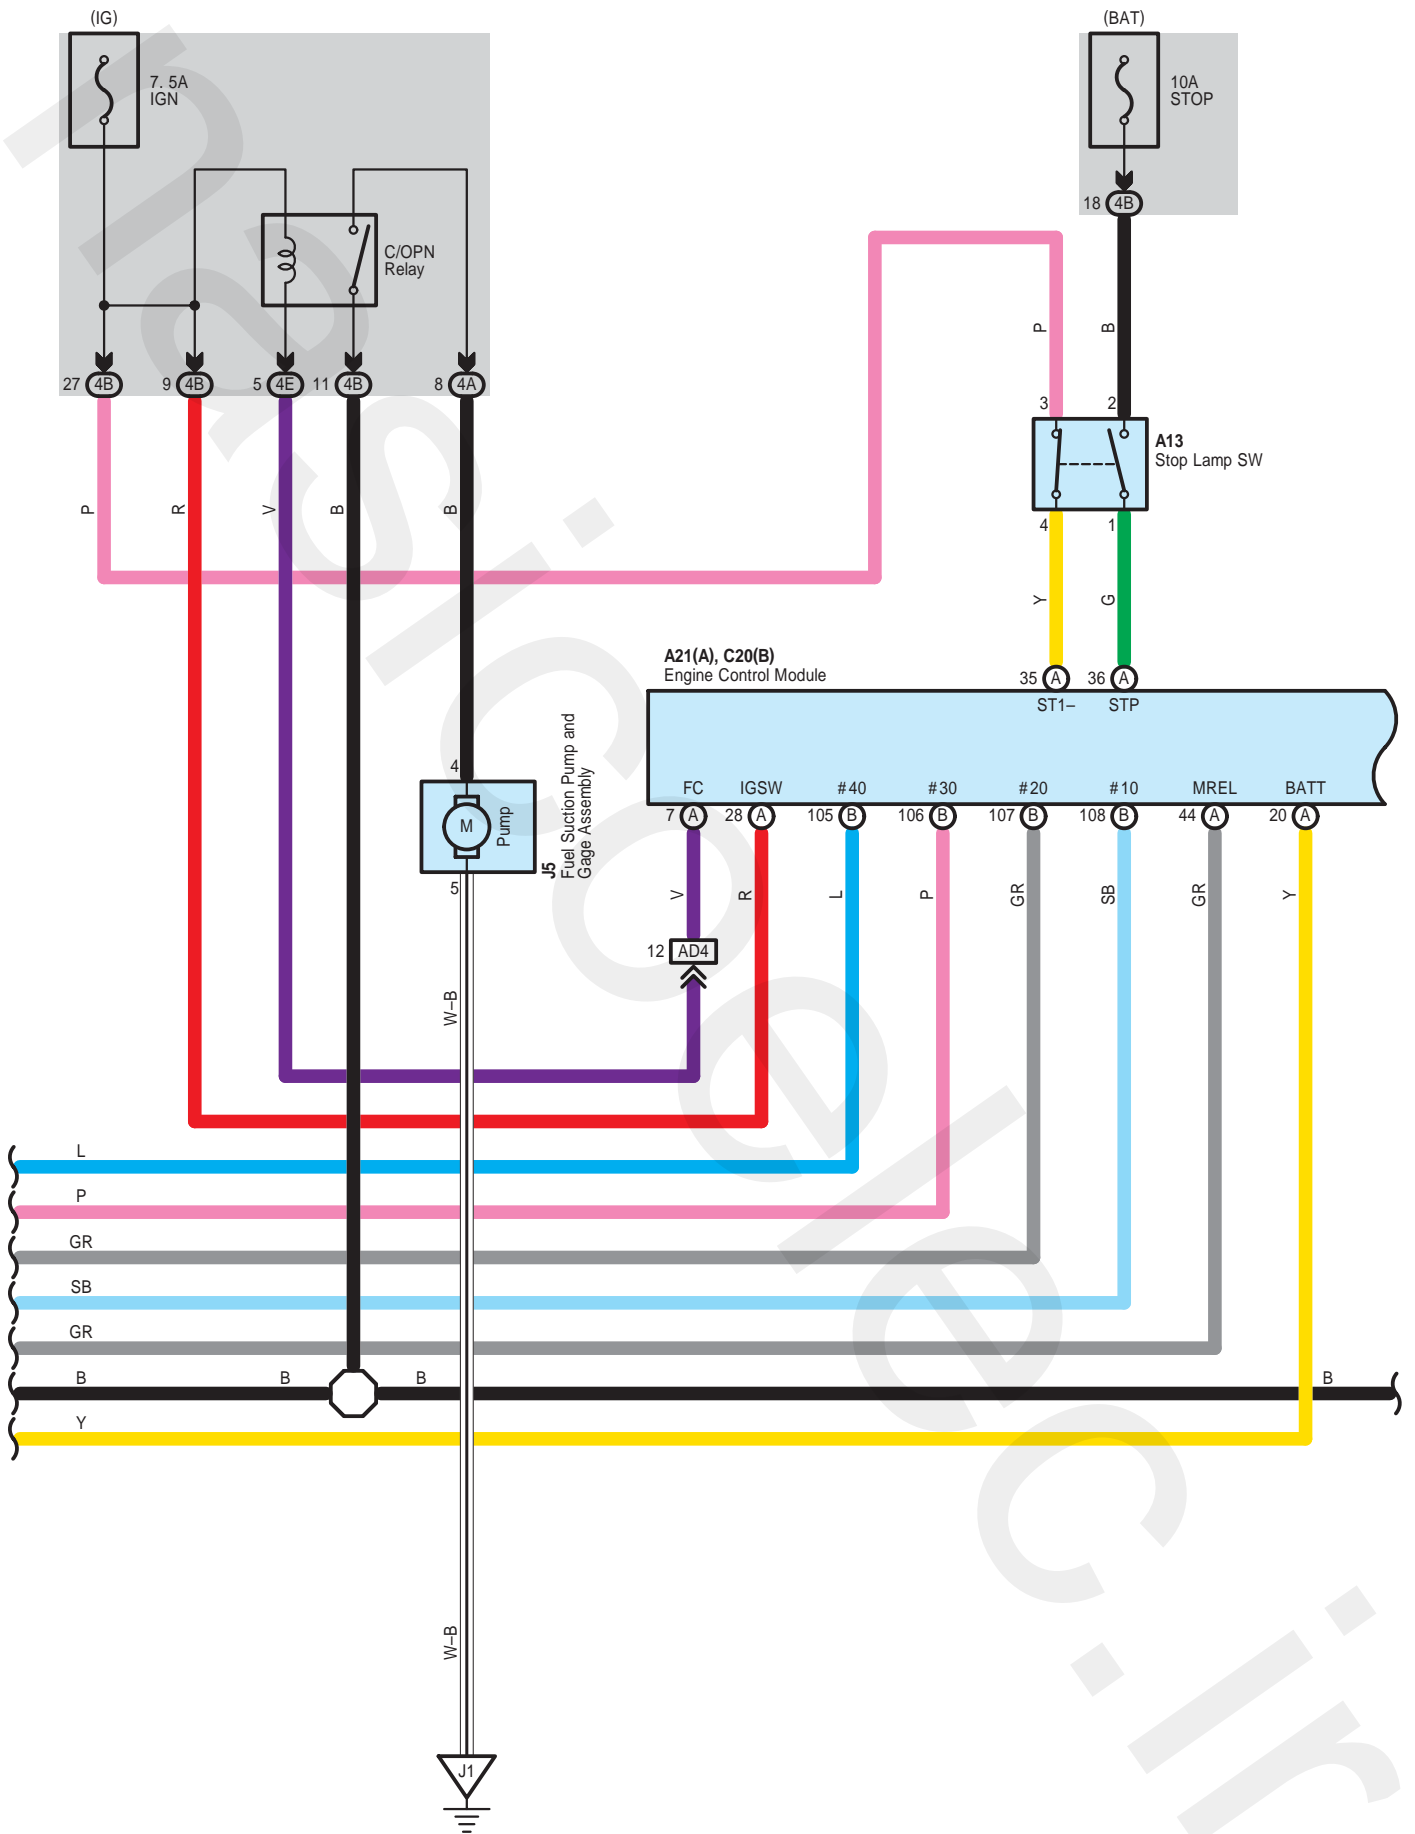 (IG)
(BAT)
7. 5A
IGN
10A
STOP
18 4B
C/OPN
Relay
P
B
27 4B
9 4B
5 4E
11 4B
8 4A
3
2
A13
Stop Lamp SW
P
R
V
B
B
4
1
Y
G
A21(A), C20(B)
Engine Control Module
35 A
36 A
ST1–
STP
4
M
Pump
J5
Fuel Suction Pump and
Gage Assembly
5
FC
IGSW
#40
#30
#20
#10
MREL
BATT
7 A
28 A
105 B
106 B
107 B
108 B
44 A
20 A
V
R
L
P
GR
SB
GR
Y
12 AD4
W–B
L
P
GR
SB
GR
B
B
B
B
Y
W–B
J1
nasicoelec.ir